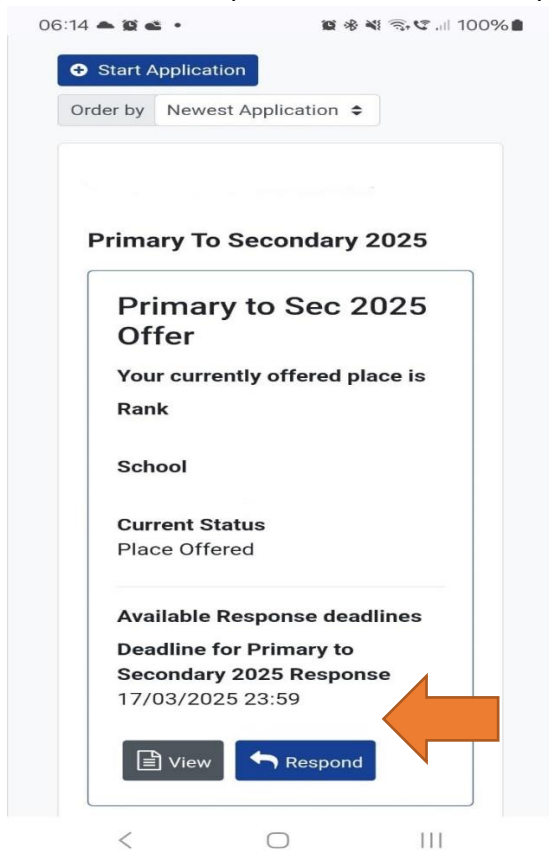 06:14 100%
Start Application
Order by Newest Application
Primary To Secondary 2025
Primary to Sec 2025
Offer
Your currently offered place is
Rank
School
Current Status
Place Offered
Available Response deadlines
Deadline for Primary to
Secondary 2025 Response
17/03/2025 23:59
View Respond